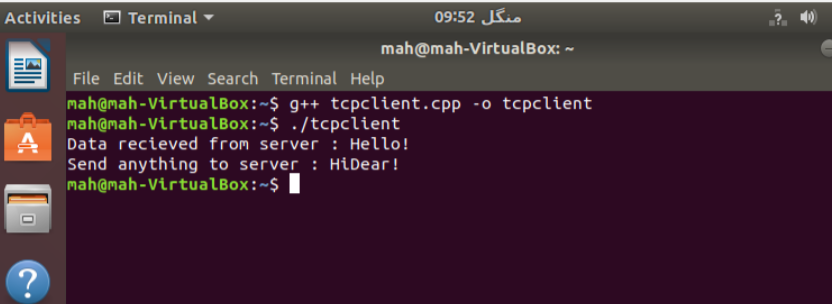 Activities Terminal 09:52 منگل
mah@mah-VirtualBox: ~
File Edit View Search Terminal Help
mah@mah-VirtualBox:~$ g++ tcpclient.cpp -o tcpclient
mah@mah-VirtualBox:~$ ./tcpclient
Data recieved from server : Hello!
Send anything to server : HiDear!
mah@mah-VirtualBox:~$